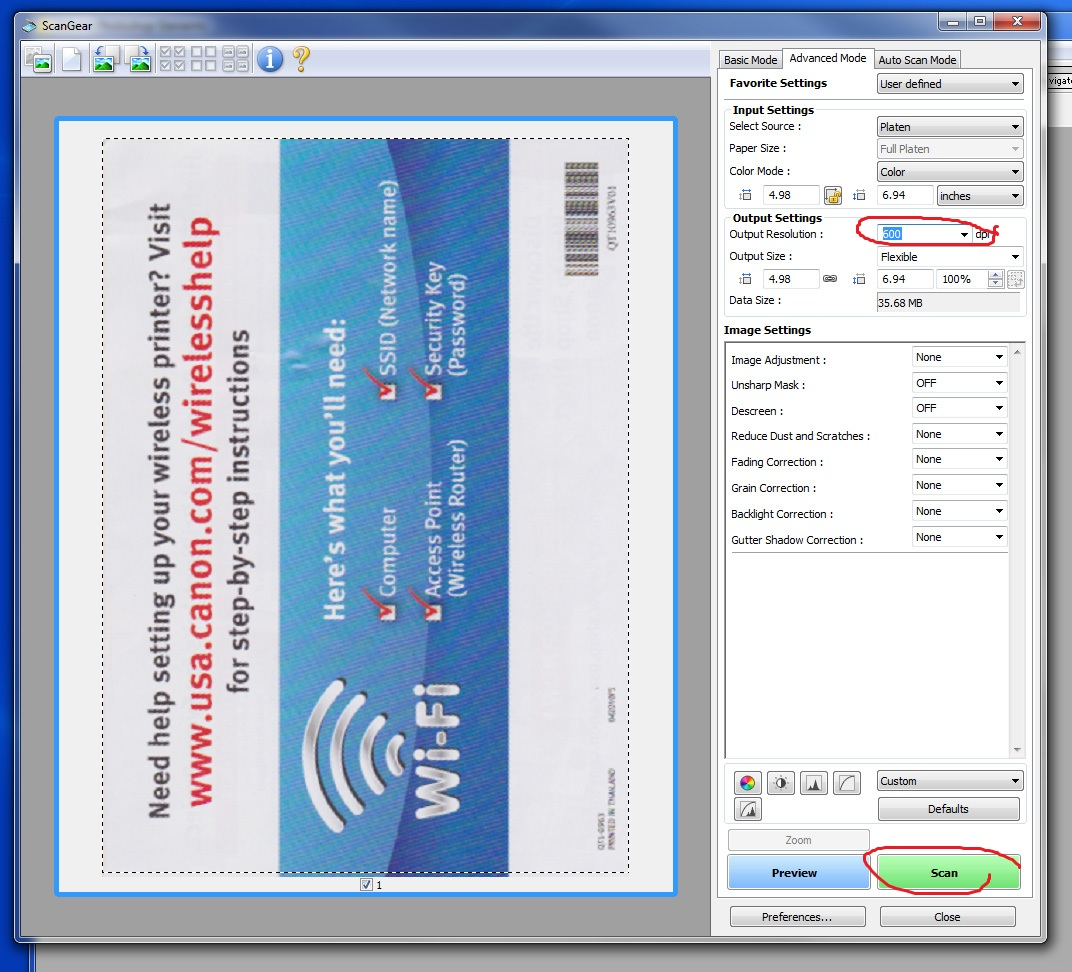 ScanGear
Basic Mode
Advanced Mode
Auto Scan Mode
Favorite Settings
User defined
Input Settings
Select Source :
Platen
Paper Size :
Full Platen
Color Mode :
Color
4.98
6.94
inches
Output Settings
Output Resolution :
600
dpi
Output Size :
Flexible
4.98
6.94
100%
Data Size :
35.68 MB
Image Settings
Image Adjustment :
None
Unsharp Mask :
OFF
Descreen :
OFF
Reduce Dust and Scratches :
None
Fading Correction :
None
Grain Correction :
None
Backlight Correction :
None
Gutter Shadow Correction :
None
Custom
Defaults
Zoom
Preview
Scan
Preferences...
Close
Need help setting up your wireless printer? Visit
www.usa.canon.com/wirelesshelp
for step-by-step instructions
Here's what you'll need:
Computer
SSID (Network name)
Access Point
(Wireless Router)
Security Key
(Password)
Wi-Fi
QT10963V01
PRINTED IN THAILAND
1